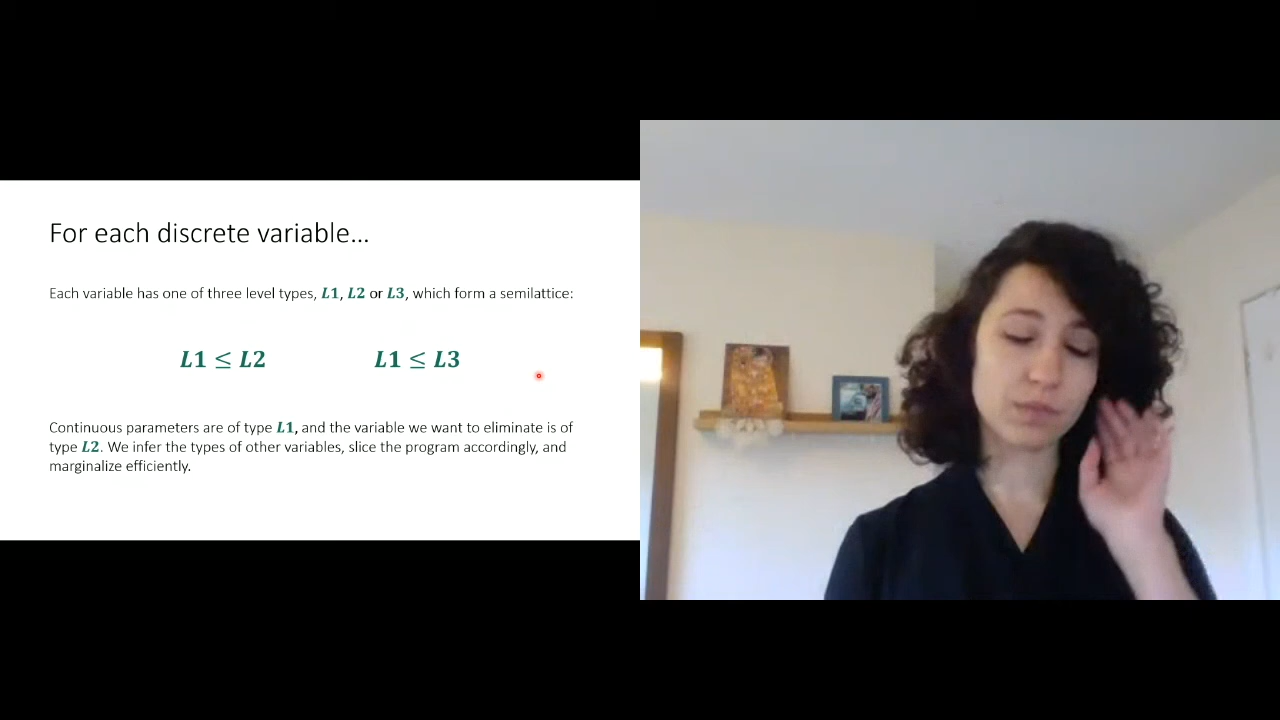 For each discrete variable...
Each variable has one of three level types, L1, L2 or L3, which form a semilattice:
L1 ≤ L2 L1 ≤ L3
Continuous parameters are of type L1, and the variable we want to eliminate is of
type L2. We infer the types of other variables, slice the program accordingly, and
marginalize efficiently.